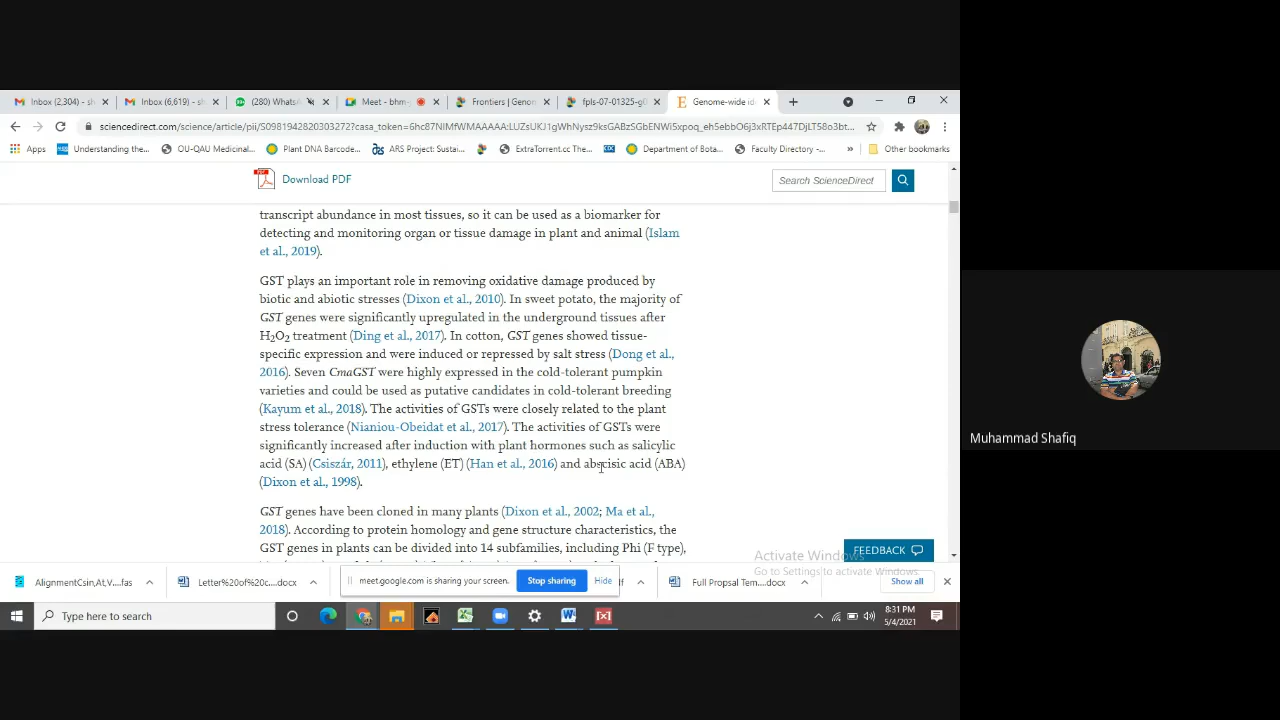 Inbox (2,304) - sh
Inbox (6,619) - sh
(280) WhatsA
Meet - bhm
Frontiers | Genom
fpls-07-01325-g0
Genome-wide id
sciencedirect.com/science/article/pii/
Apps
Understanding the...
OU-QAU Medicinal...
Plant DNA Barcode...
ARS Project: Sustai...
ExtraTorrent.cc The...
CDC
Department of Bota...
Faculty Directory -...
»
Other bookmarks
PDF
Download PDF
Search ScienceDirect
transcript abundance in most tissues, so it can be used as a biomarker for
detecting and monitoring organ or tissue damage in plant and animal (Islam
et al., 2019).
GST plays an important role in removing oxidative damage produced by
biotic and abiotic stresses (Dixon et al., 2010). In sweet potato, the majority of
GST genes were significantly upregulated in the underground tissues after
H2O2 treatment (Ding et al., 2017). In cotton, GST genes showed tissue-
specific expression and were induced or repressed by salt stress (Dong et al.,
2016). Seven CmaGST were highly expressed in the cold-tolerant pumpkin
varieties and could be used as putative candidates in cold-tolerant breeding
(Kayum et al., 2018). The activities of GSTs were closely related to the plant
stress tolerance (Nianiou-Obeidat et al., 2017). The activities of GSTs were
significantly increased after induction with plant hormones such as salicylic
acid (SA) (Csiszár, 2011), ethylene (ET) (Han et al., 2016) and abscisic acid (ABA)
(Dixon et al., 1998).
GST genes have been cloned in many plants (Dixon et al., 2002; Ma et al.,
2018). According to protein homology and gene structure characteristics, the
GST genes in plants can be divided into 14 subfamilies, including Phi (F type),
FEEDBACK
Activate Windows
Go to Settings to activate Windows.
AlignmentCsin,At,V....fas
Letter%20of%20c....docx
meet.google.com is sharing your screen.
Stop sharing
Hide
Full Propsal Tem....docx
Show all
Type here to search
8:31 PM
5/4/2021
Muhammad Shafiq